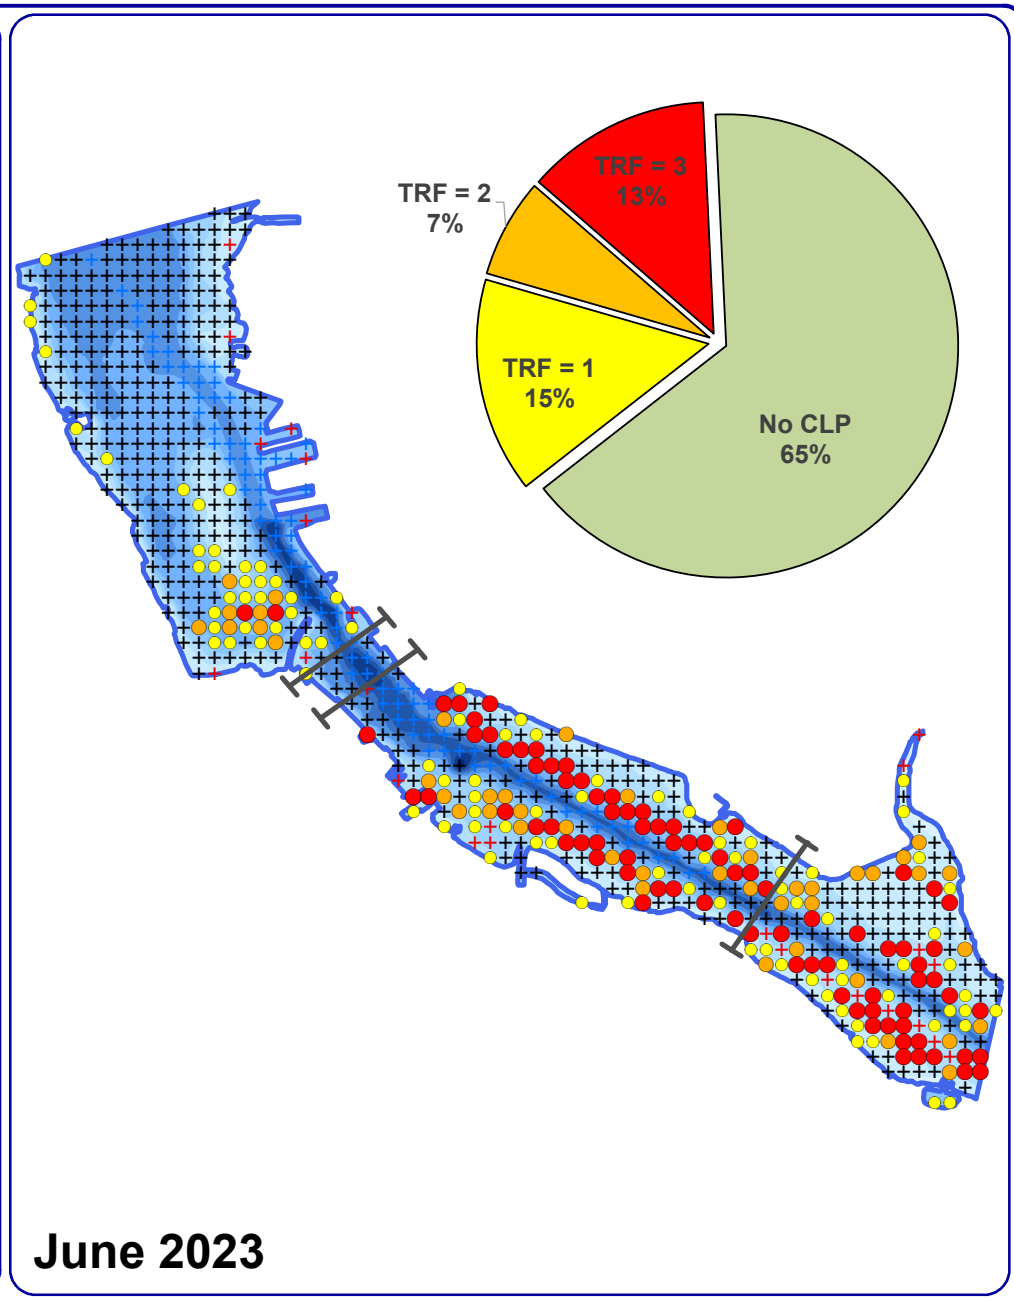 TRF = 3
13%
TRF = 2
7%
TRF = 1
15%
No CLP
65%
June 2023